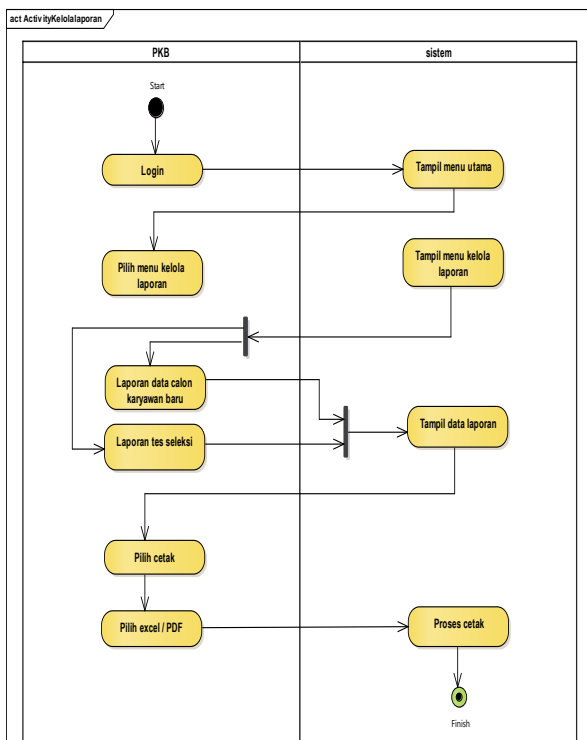 act ActivityKelolalaporan
PKB
sistem
Start
Login
Tampil menu utama
Pilih menu kelola
laporan
Tampil menu kelola
laporan
Laporan data calon
karyawan baru
Laporan tes seleksi
Tampil data laporan
Pilih cetak
Pilih excel / PDF
Proses cetak
Finish